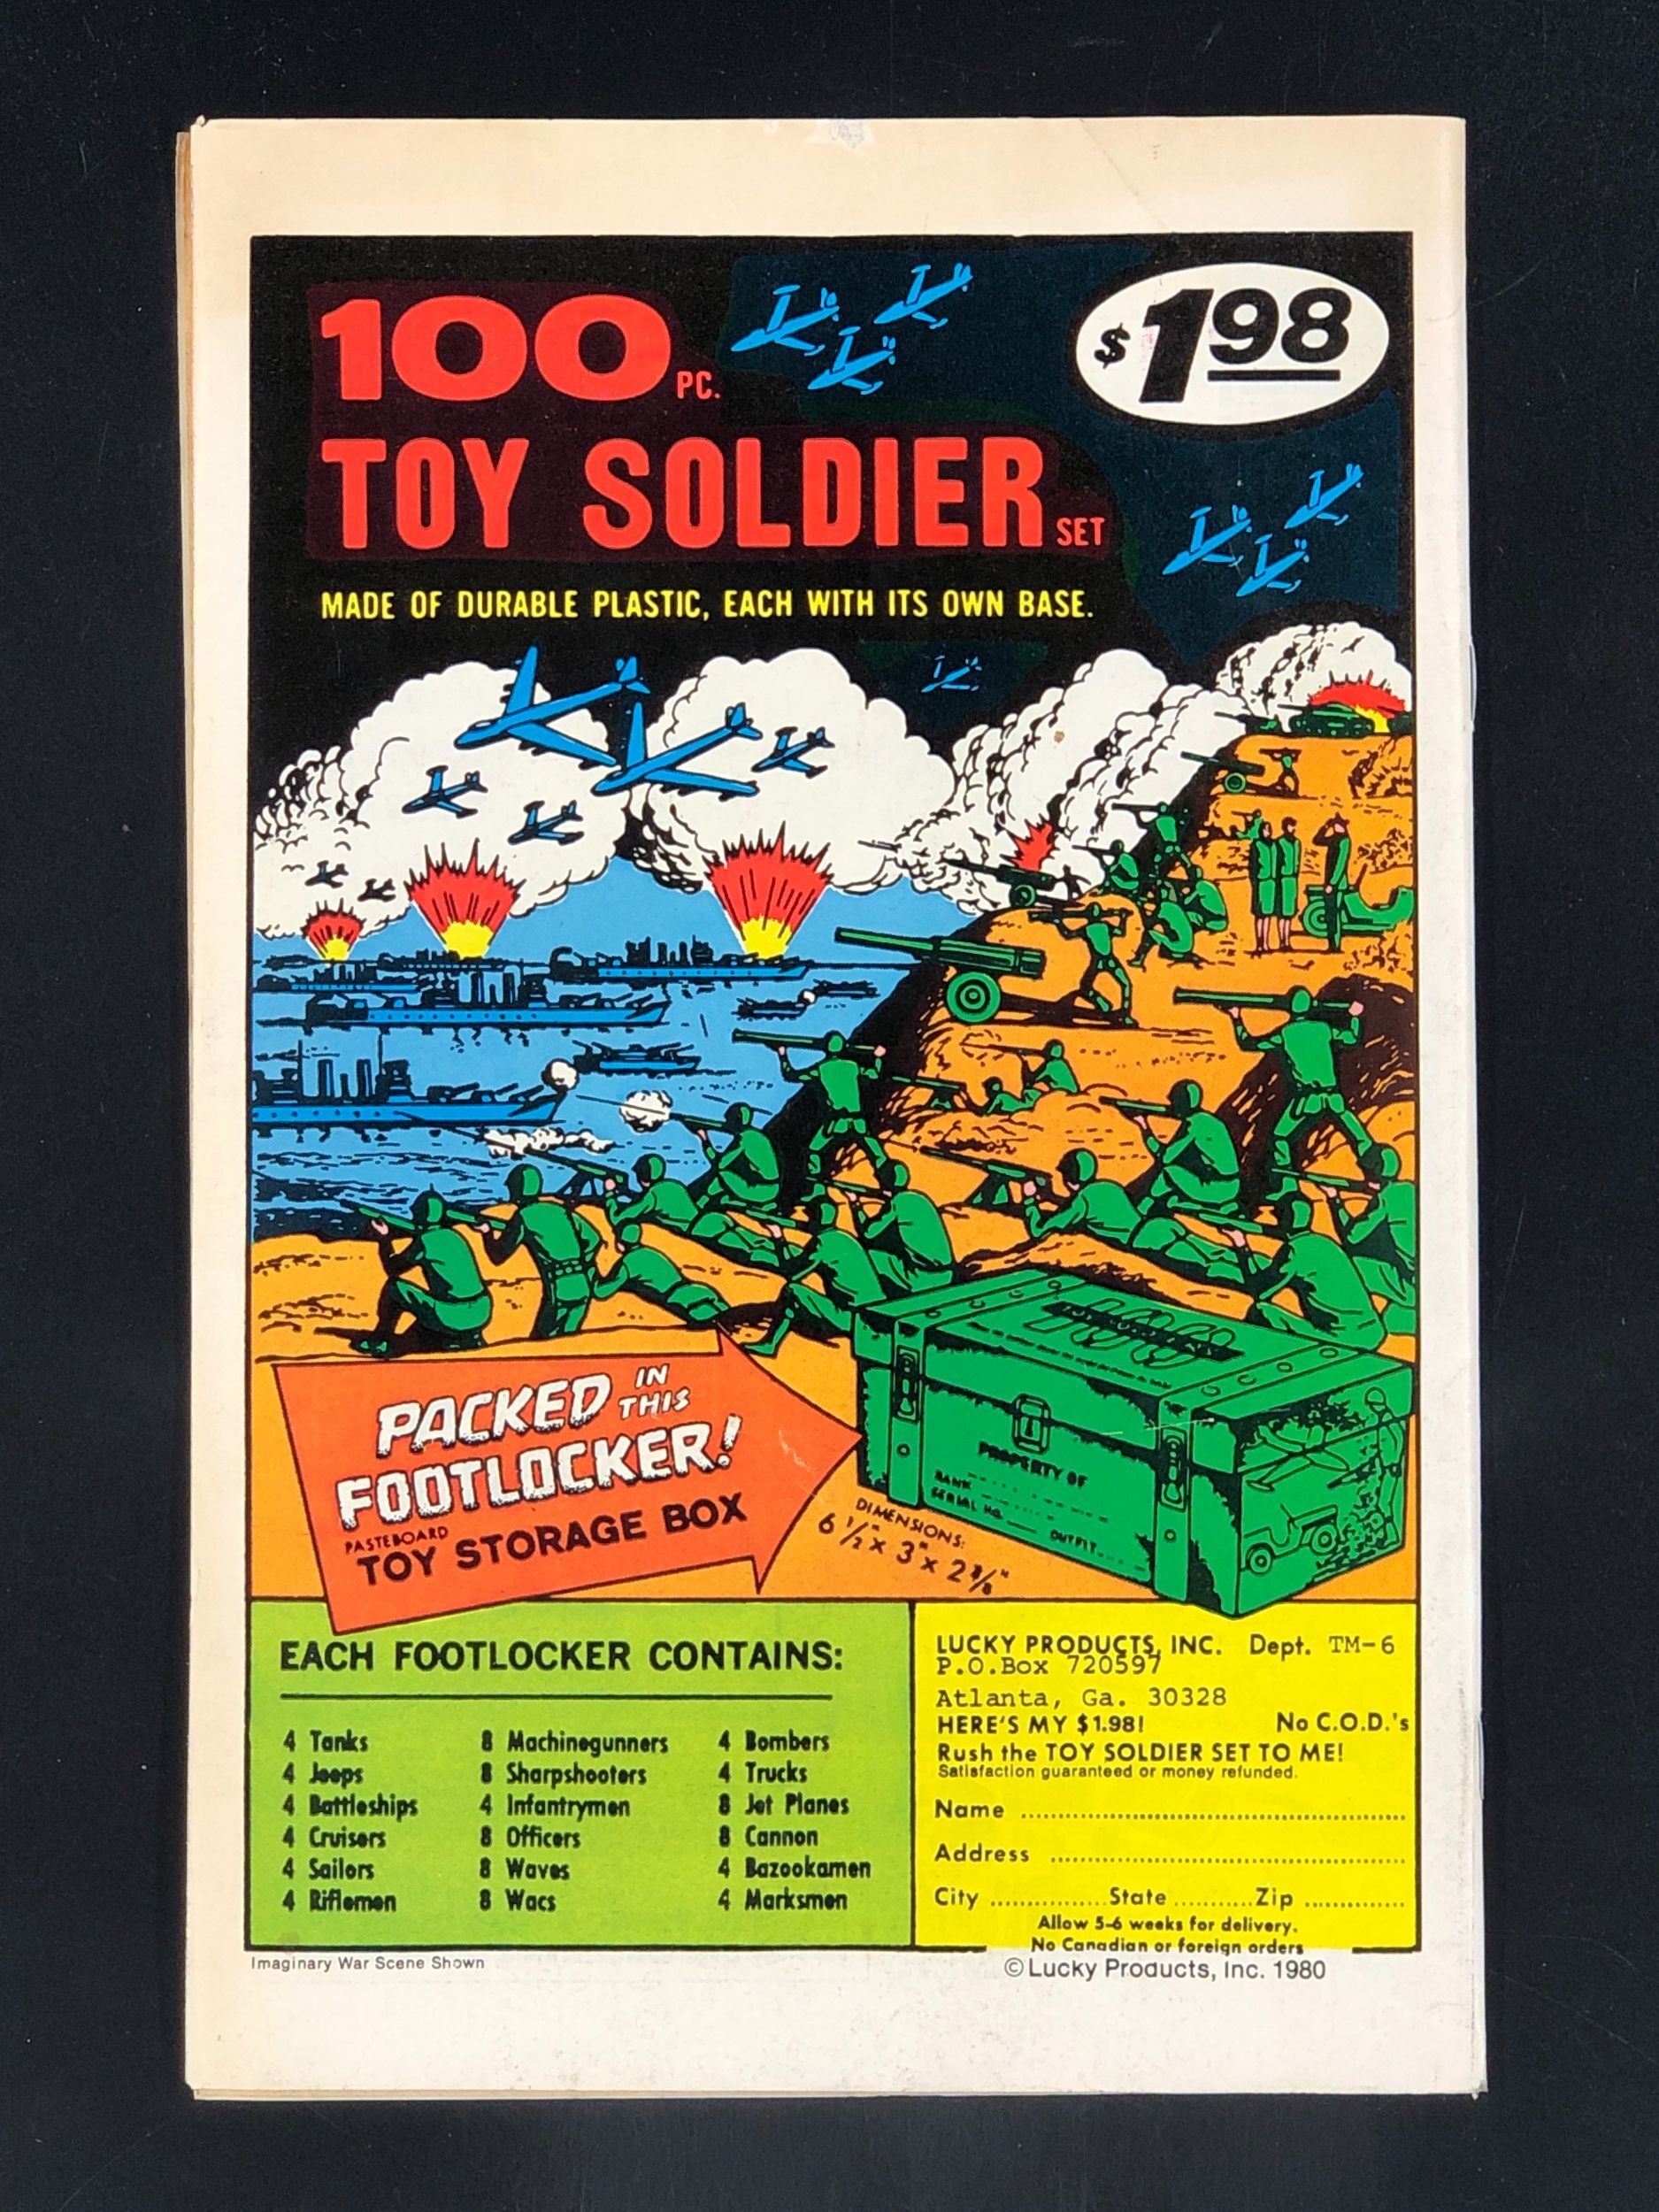 100 PC.
$1.98
TOY SOLDIER SET
MADE OF DURABLE PLASTIC, EACH WITH ITS OWN BASE.
PACKED IN THIS
FOOTLOCKER!
PASTEBOARD
TOY STORAGE BOX
PROPERTY OF
RANK
SERIAL NO.
OUTFIT
DIMENSIONS:
6 1/2" x 3" x 2 3/8"
EACH FOOTLOCKER CONTAINS:
4 Tanks 8 Machinegunners 4 Bombers
4 Jeeps 8 Sharpshooters 4 Trucks
4 Battleships 4 Infantrymen 8 Jet Planes
4 Cruisers 8 Officers 8 Cannon
4 Sailors 8 Waves 4 Bazookamen
4 Riflemen 8 Wacs 4 Marksmen
LUCKY PRODUCTS, INC. Dept. TM-6
P.O.Box 720597
Atlanta, Ga. 30328
HERE'S MY $1.98! No C.O.D.'s
Rush the TOY SOLDIER SET TO ME!
Satisfaction guaranteed or money refunded.
Name
Address
City State Zip
Allow 5-6 weeks for delivery.
No Canadian or foreign orders
Imaginary War Scene Shown
© Lucky Products, Inc. 1980